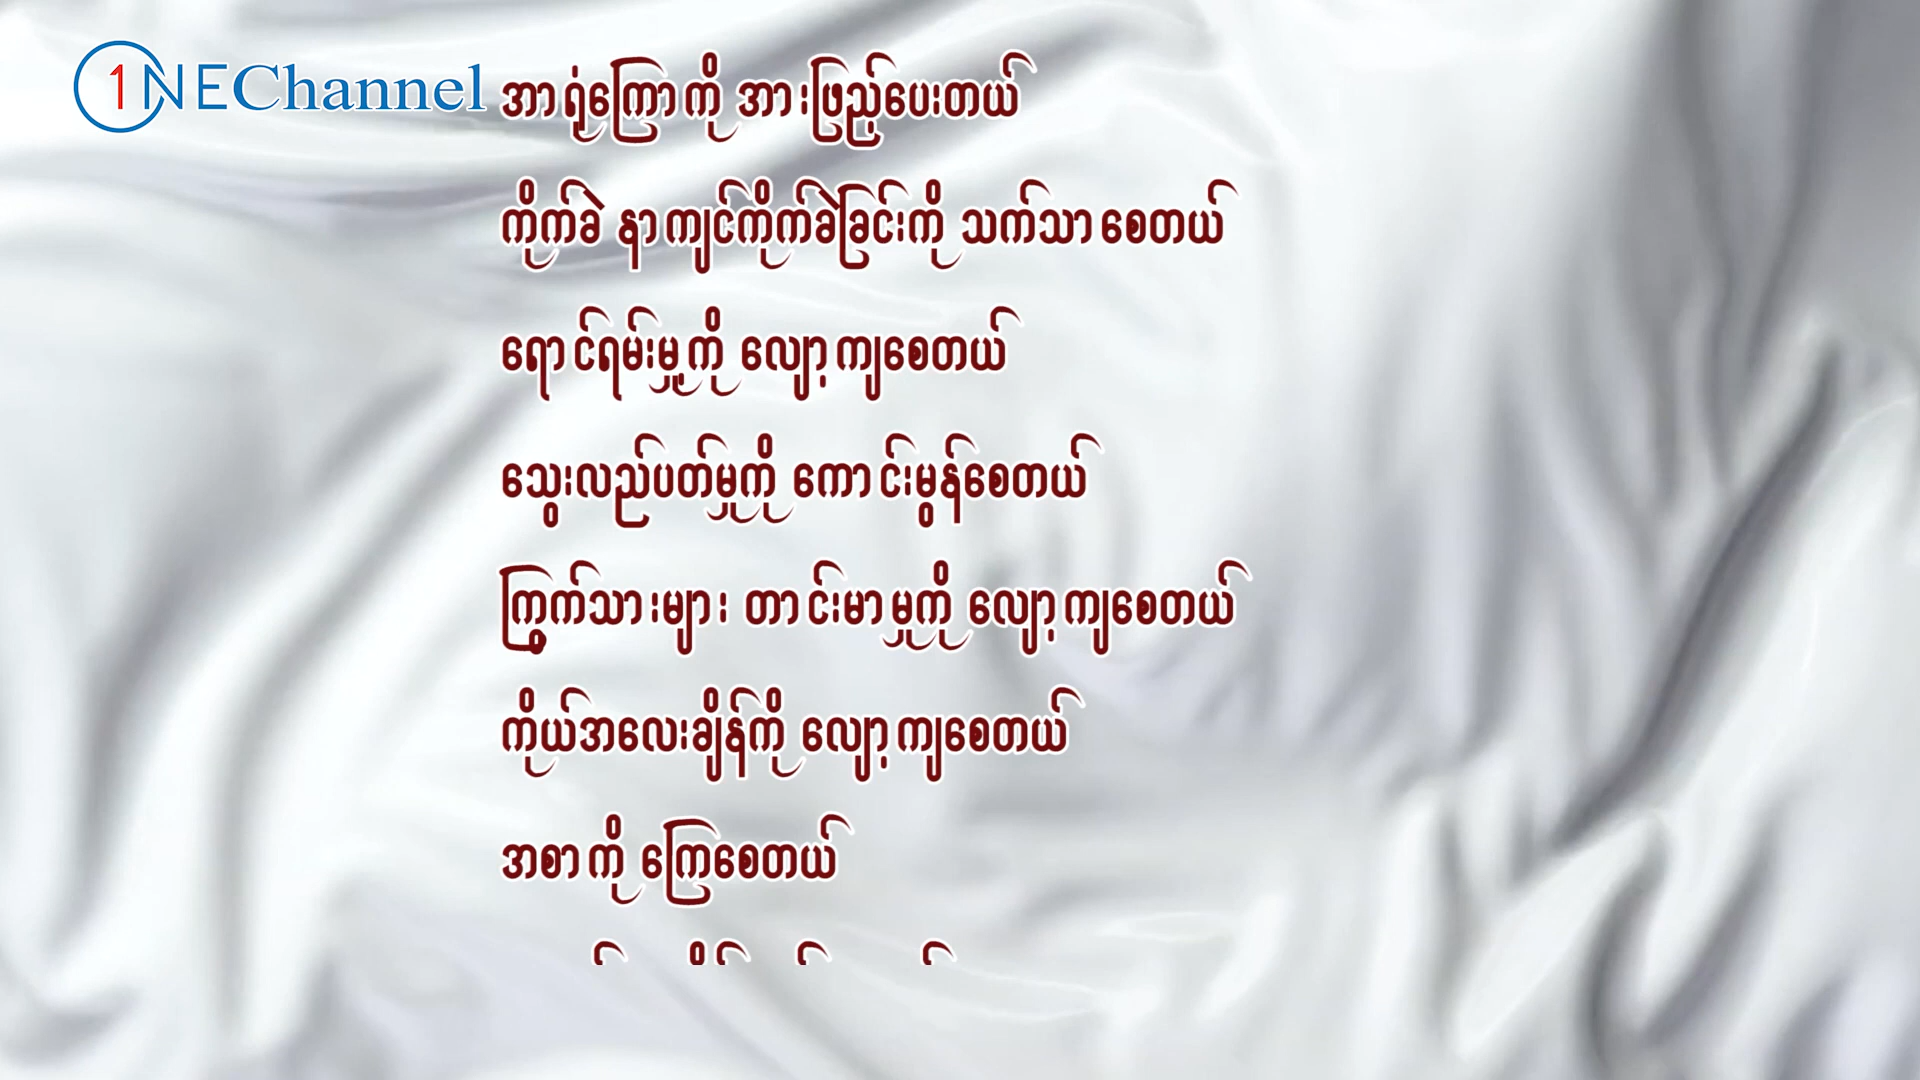 1NEChannel
အာရုံကြောကို အားဖြည့်ပေးတယ်
ကိုက်ခဲ နာကျင်ကိုက်ခဲခြင်းကို သက်သာစေတယ်
ရောင်ရမ်းမှု့ကို လျော့ကျစေတယ်
သွေးလည်ပတ်မှုကို ကောင်းမွန်စေတယ်
ကြွက်သားများ တာင်းမာမှုကို လျော့ကျစေတယ်
ကိုယ်အလေးချိန်ကို လျော့ကျစေတယ်
အစာကို ကြေစေတယ်